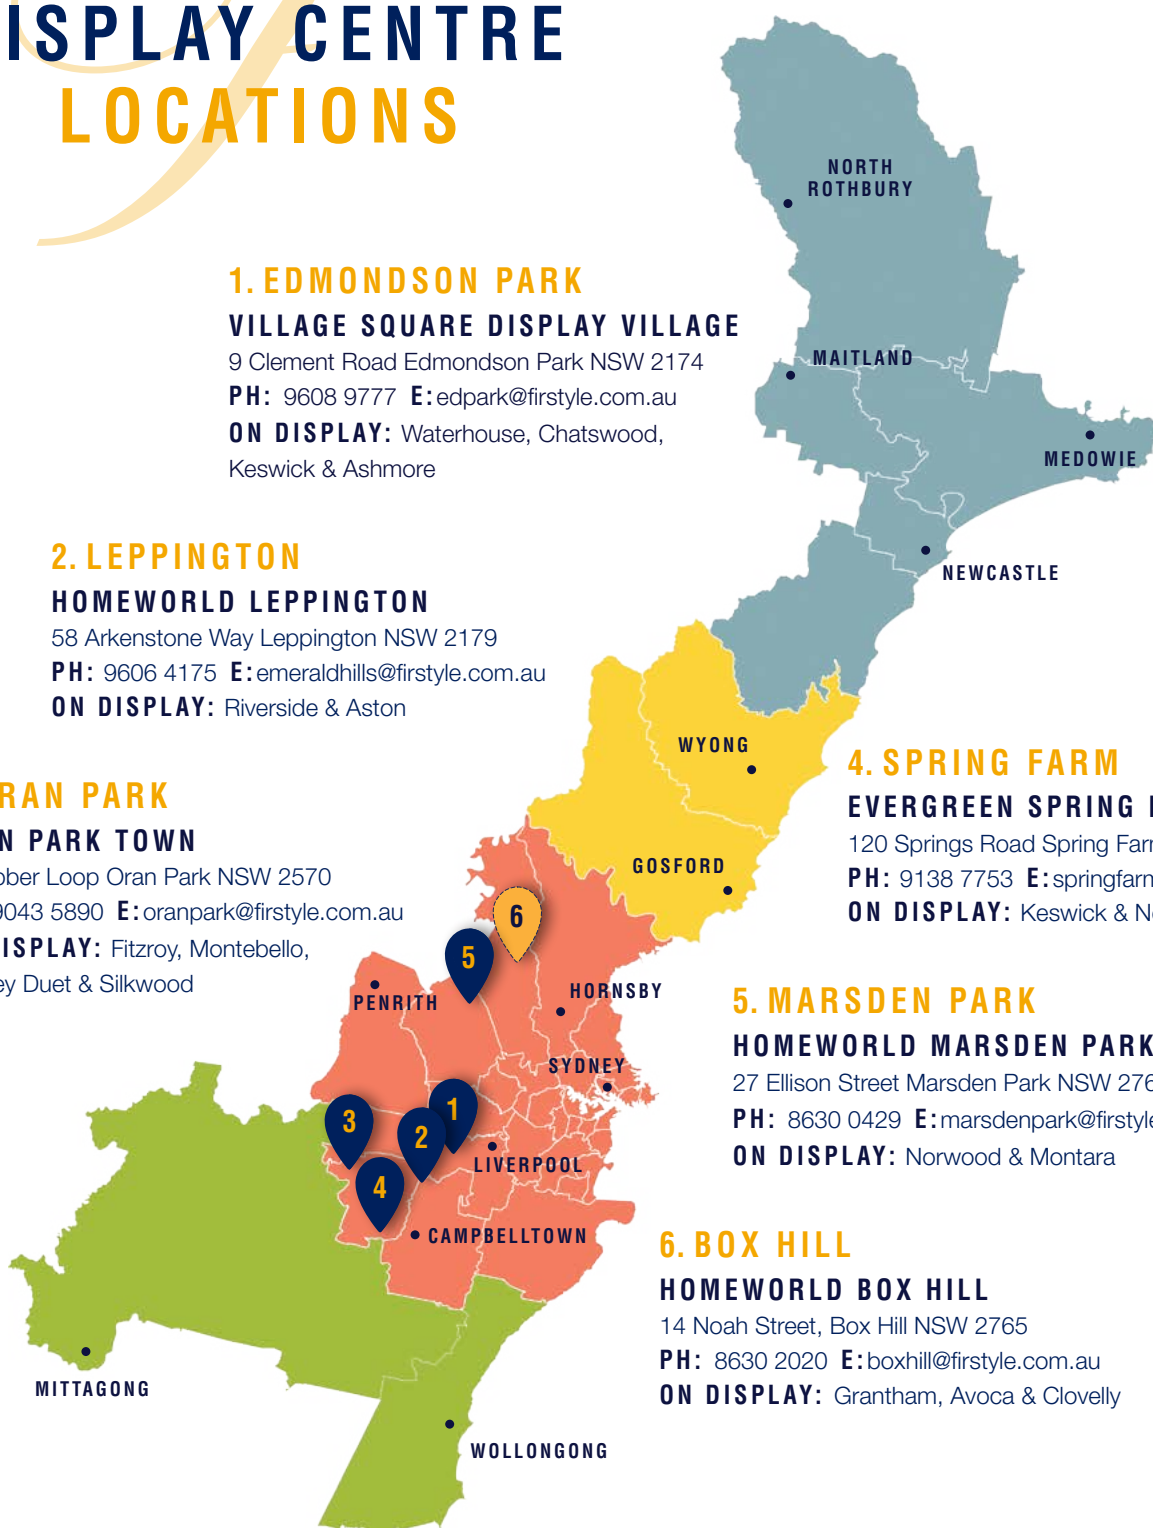 ISPLAY CENTRE
LOCATIONS
NORTH
ROTHBURY
MAITLAND
MEDOWIE
NEWCASTLE
1. EDMONDSON PARK
VILLAGE SQUARE DISPLAY VILLAGE
9 Clement Road Edmondson Park NSW 2174
PH: 9608 9777 E: edpark@firstyle.com.au
ON DISPLAY: Waterhouse, Chatswood,
Keswick & Ashmore
2. LEPPINGTON
HOMEWORLD LEPPINGTON
58 Arkenstone Way Leppington NSW 2179
PH: 9606 4175 E: emeraldhills@firstyle.com.au
ON DISPLAY: Riverside & Aston
RAN PARK
N PARK TOWN
ber Loop Oran Park NSW 2570
9043 5890 E: oranpark@firstyle.com.au
ISPLAY: Fitzroy, Montebello,
ey Duet & Silkwood
WYONG
GOSFORD
4. SPRING FARM
EVERGREEN SPRING
120 Springs Road Spring Farm
PH: 9138 7753 E: springfarm
ON DISPLAY: Keswick &
6
5
PENRITH
HORNSBY
SYDNEY
3
2
1
4
LIVERPOOL
CAMPBELLTOWN
5. MARSDEN PARK
HOMEWORLD MARSDEN PARK
27 Ellison Street Marsden Park NSW 276
PH: 8630 0429 E: marsdenpark@firstyle
ON DISPLAY: Norwood & Montara
6. BOX HILL
HOMEWORLD BOX HILL
14 Noah Street, Box Hill NSW 2765
PH: 8630 2020 E: boxhill@firstyle.com.au
ON DISPLAY: Grantham, Avoca & Clovelly
MITTAGONG
WOLLONGONG